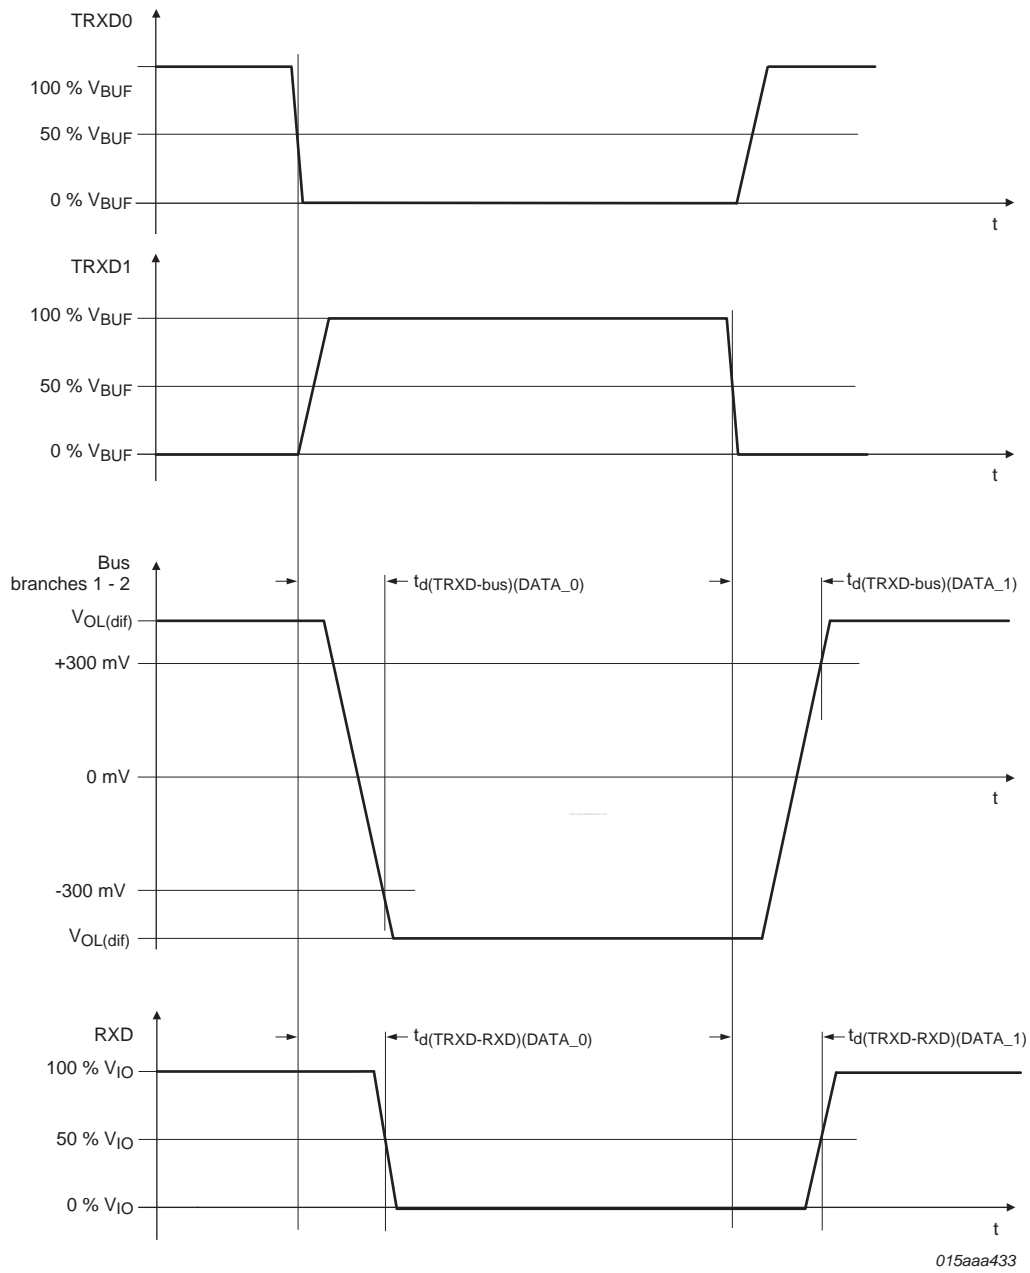 TRXD0
100 % VBUF
50 % VBUF
0 % VBUF
t
TRXD1
100 % VBUF
50 % VBUF
0 % VBUF
t
Bus
branches 1 - 2
td(TRXD-bus)(DATA_0)
td(TRXD-bus)(DATA_1)
VOL(dif)
+300 mV
0 mV
t
-300 mV
VOL(dif)
RXD
td(TRXD-RXD)(DATA_0)
td(TRXD-RXD)(DATA_1)
100 % VIO
50 % VIO
0 % VIO
t
015aaa433